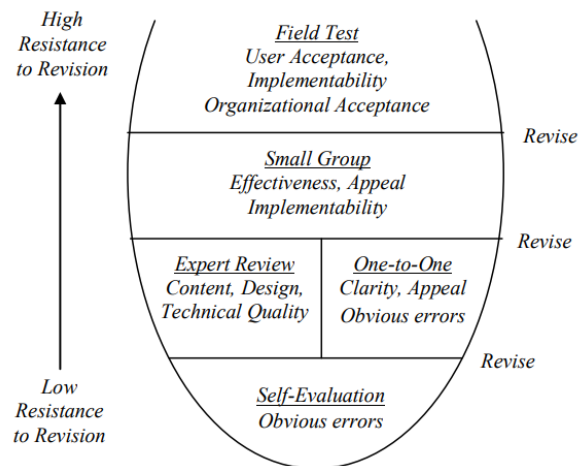 High
Resistance
to Revision
Field Test
User Acceptance,
Implementability
Organizational Acceptance
Revise
Small Group
Effectiveness, Appeal
Implementability
Revise
Expert Review
Content, Design,
Technical Quality
One-to-One
Clarity, Appeal
Obvious errors
Revise
Low
Resistance
to Revision
Self-Evaluation
Obvious errors